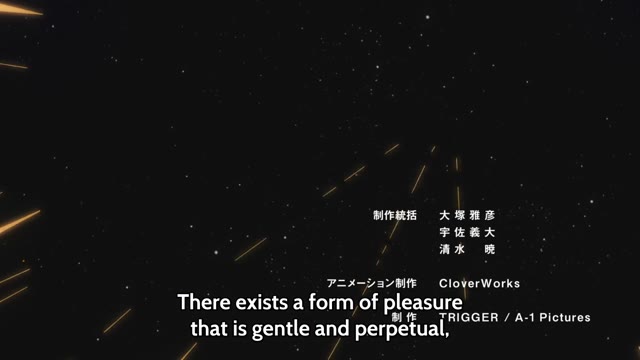 制作統括 大塚雅彦
宇佐義大
清水 暁
アニメーション制作 CloverWorks
制作 TRIGGER / A-1 Pictures
There exists a form of pleasure
that is gentle and perpetual,